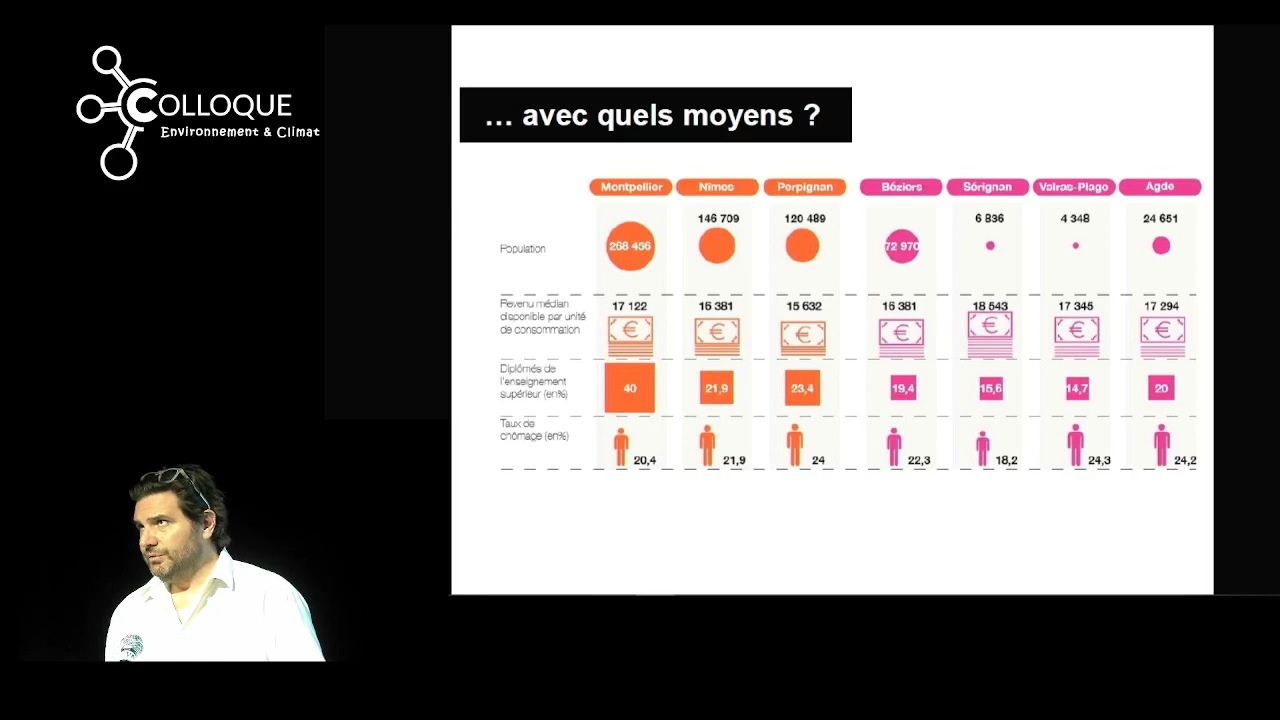 COLLOQUE
Environnement & Climat
… avec quels moyens ?
Montpellier Nîmes Perpignan Béziers Sérignan Valras-Plage Agde
Population 268 456 146 709 120 489 72 970 6 836 4 348 24 651
Revenu médian
disponible par unité
de consommation
17 122 16 381 15 632 16 381 18 543 17 345 17 294
Diplômés de
l'enseignement
supérieur (en%)
40 21,9 23,4 19,4 15,6 14,7 20
Taux de
chômage (en%)
20,4 21,9 24 22,3 18,2 24,3 24,2